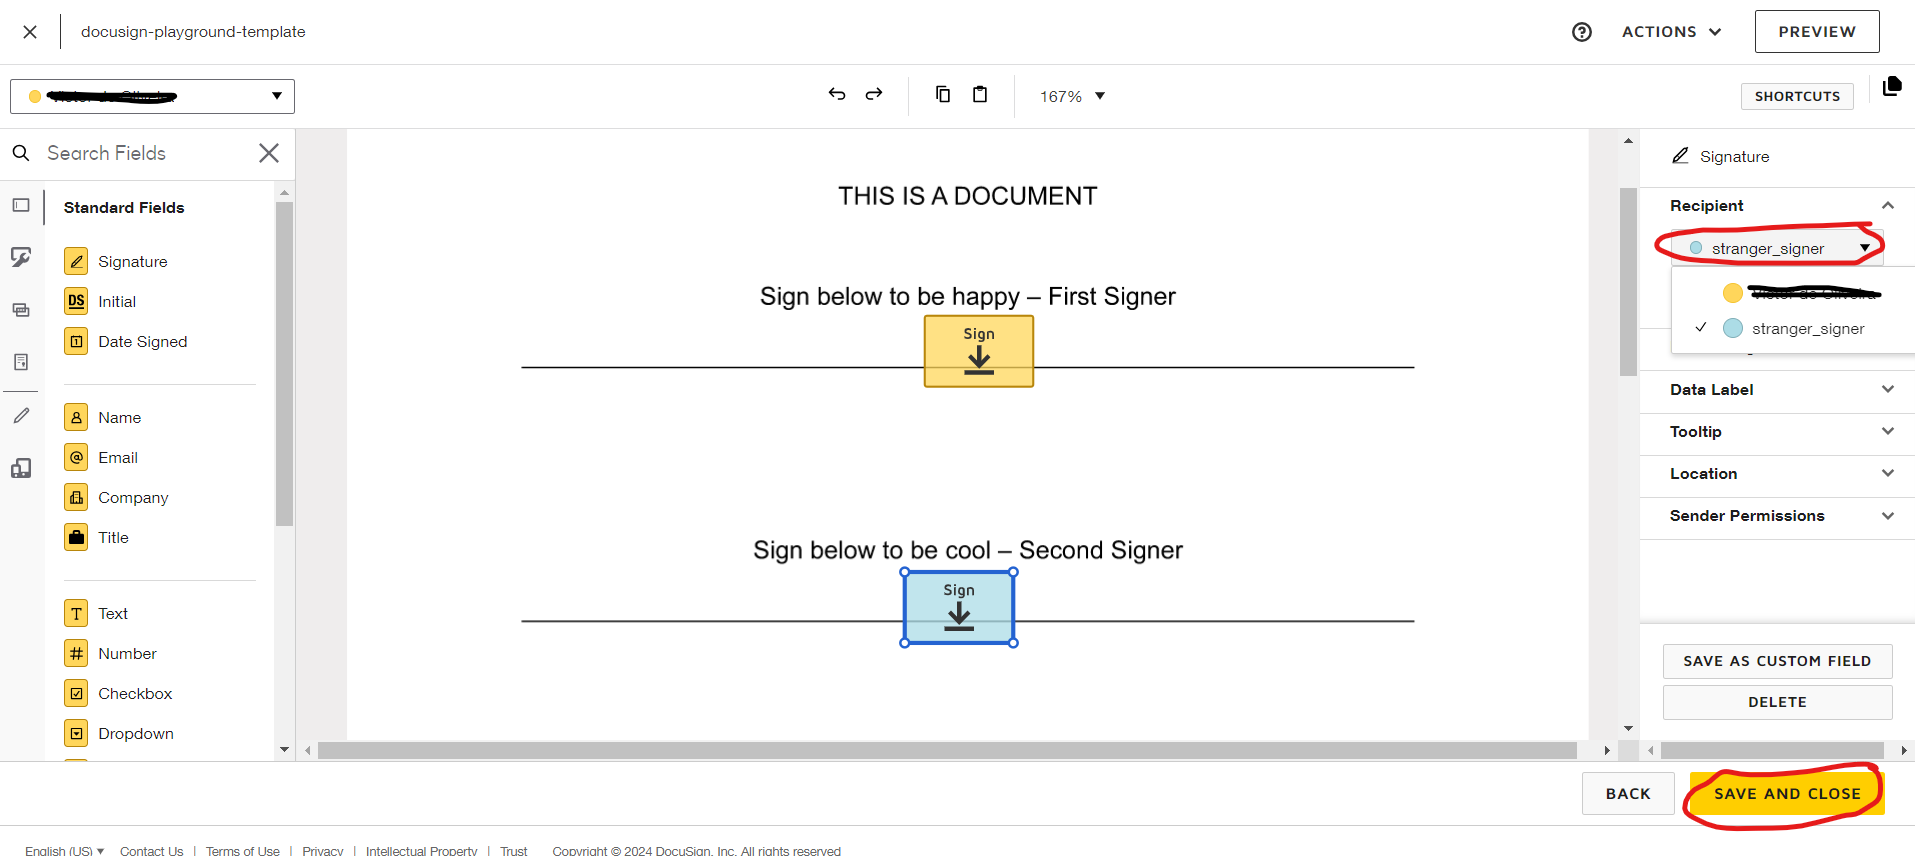 docusign-playground-template
ACTIONS
PREVIEW
167%
SHORTCUTS
Search Fields
Standard Fields
Signature
DS Initial
1 Date Signed
Name
@ Email
Company
Title
T Text
# Number
Checkbox
Dropdown
THIS IS A DOCUMENT
Sign below to be happy – First Signer
Sign
Sign below to be cool – Second Signer
Sign
Signature
Recipient
stranger_signer
stranger_signer
Data Label
Tooltip
Location
Sender Permissions
SAVE AS CUSTOM FIELD
DELETE
BACK
SAVE AND CLOSE
English (US) ▼ Contact Us | Terms of Use | Privacy | Intellectual Property | Trust Copyright © 2024 DocuSign, Inc. All rights reserved